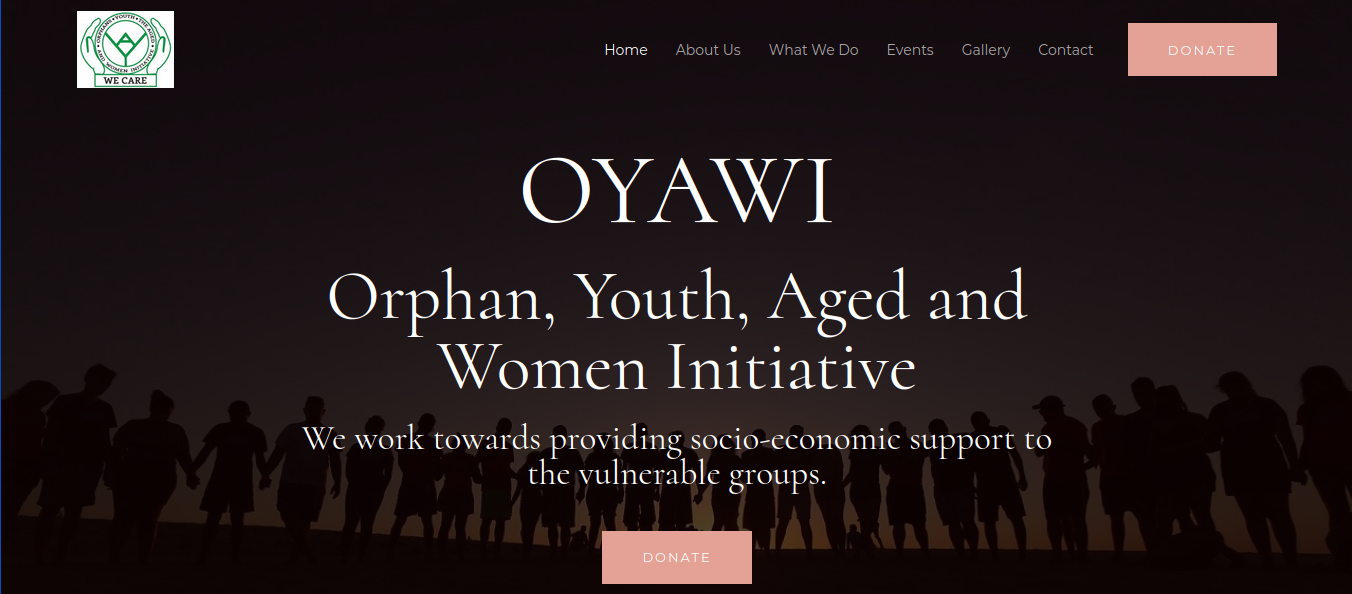 ORPHANS • YOUTH • THE AGED
AND WOMEN INITIATIVE
WE CARE
Home
About Us
What We Do
Events
Gallery
Contact
DONATE
OYAWI
Orphan, Youth, Aged and
Women Initiative
We work towards providing socio-economic support to
the vulnerable groups.
DONATE